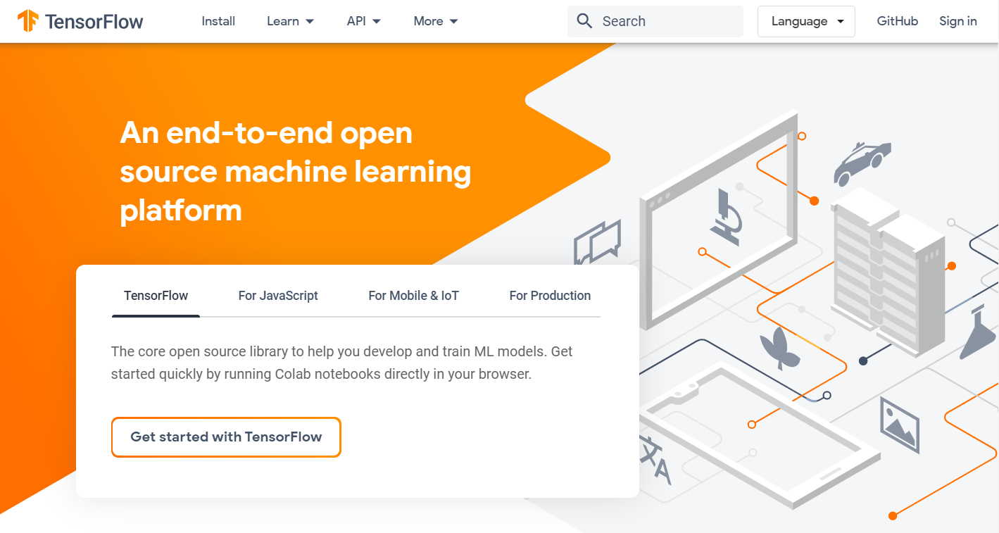 TensorFlow
Install
Learn
API
More
Search
Language
GitHub
Sign in
An end-to-end open
source machine learning
platform
TensorFlow
For JavaScript
For Mobile & IoT
For Production
The core open source library to help you develop and train ML models. Get
started quickly by running Colab notebooks directly in your browser.
Get started with TensorFlow
文A